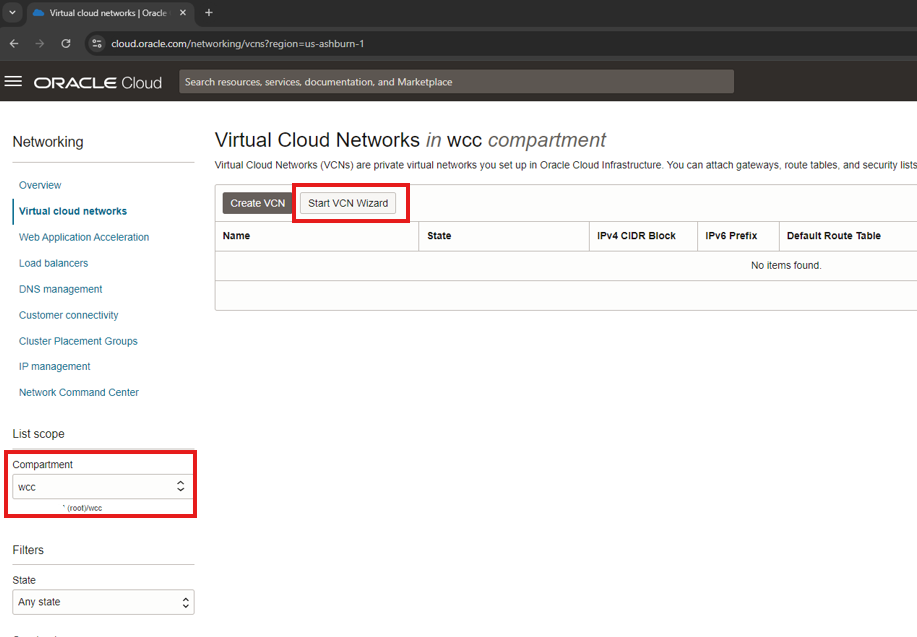 Virtual cloud networks | Oracle
cloud.oracle.com/networking/vcns?region=us-ashburn-1
ORACLE Cloud
Search resources, services, documentation, and Marketplace
Networking
Overview
Virtual cloud networks
Web Application Acceleration
Load balancers
DNS management
Customer connectivity
Cluster Placement Groups
IP management
Network Command Center
List scope
Compartment
wcc
(root)/wcc
Filters
State
Any state
Virtual Cloud Networks in wcc compartment
Virtual Cloud Networks (VCNs) are private virtual networks you set up in Oracle Cloud Infrastructure. You can attach gateways, route tables, and security lists
Create VCN Start VCN Wizard
Name State IPv4 CIDR Block IPv6 Prefix Default Route Table
No items found.